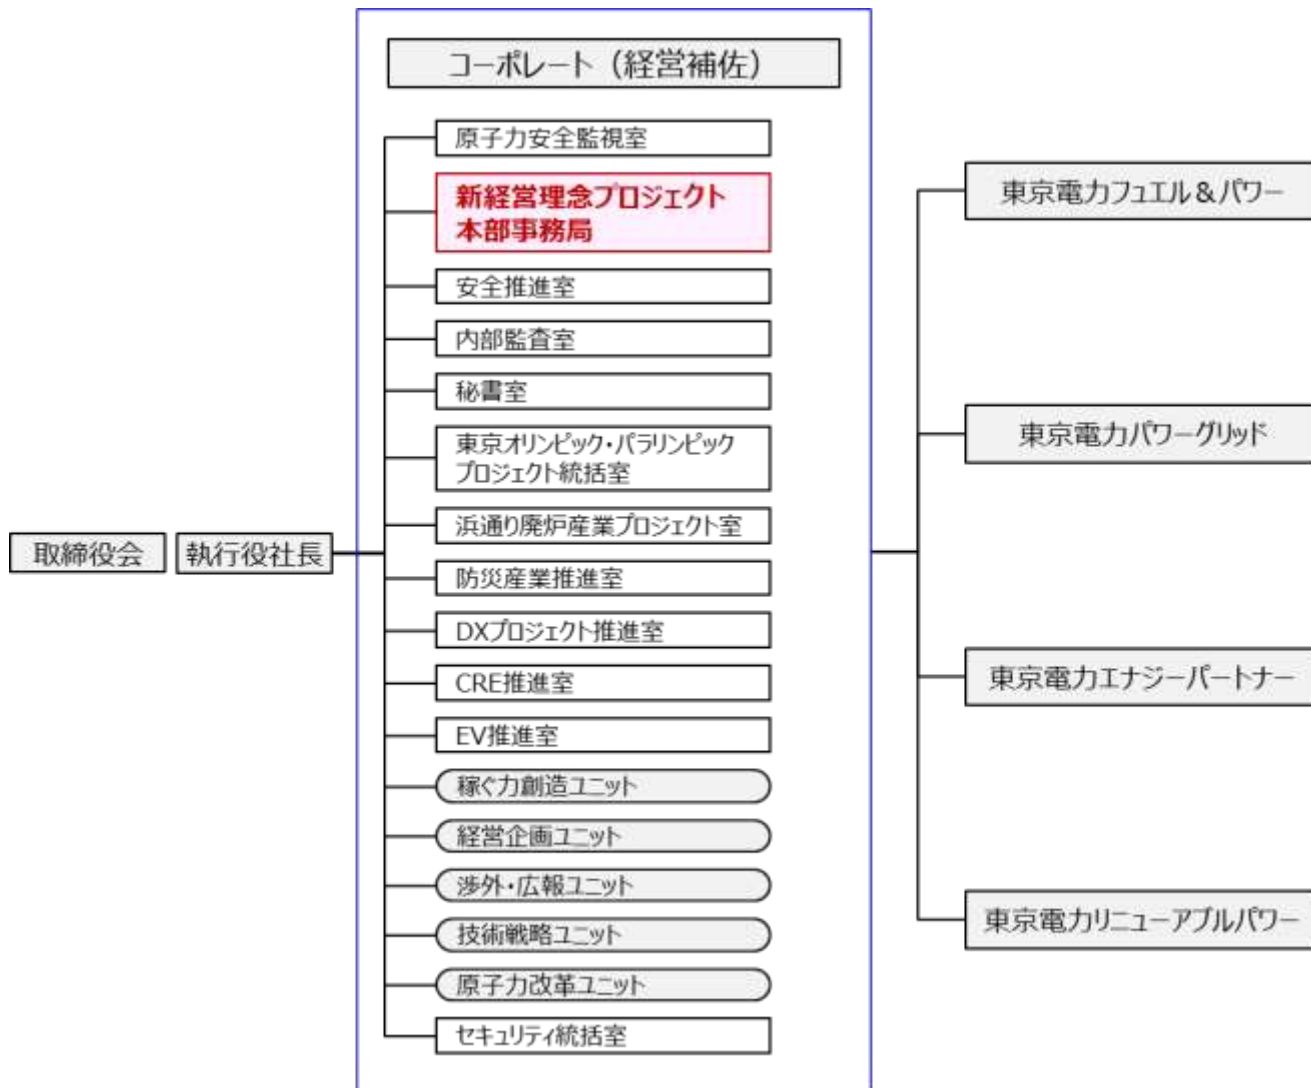 コーポレート（経営補佐）
原子力安全監視室
新経営理念プロジェクト
本部事務局
安全推進室
内部監査室
秘書室
東京オリンピック・パラリンピック
プロジェクト統括室
浜通り廃炉産業プロジェクト室
防災産業推進室
DXプロジェクト推進室
CRE推進室
EV推進室
稼ぐ力創造ユニット
経営企画ユニット
渉外・広報ユニット
技術戦略ユニット
原子力改革ユニット
セキュリティ統括室
取締役会
執行役社長
東京電力フュエル＆パワー
東京電力パワーグリッド
東京電力エナジーパートナー
東京電力リニューアブルパワー